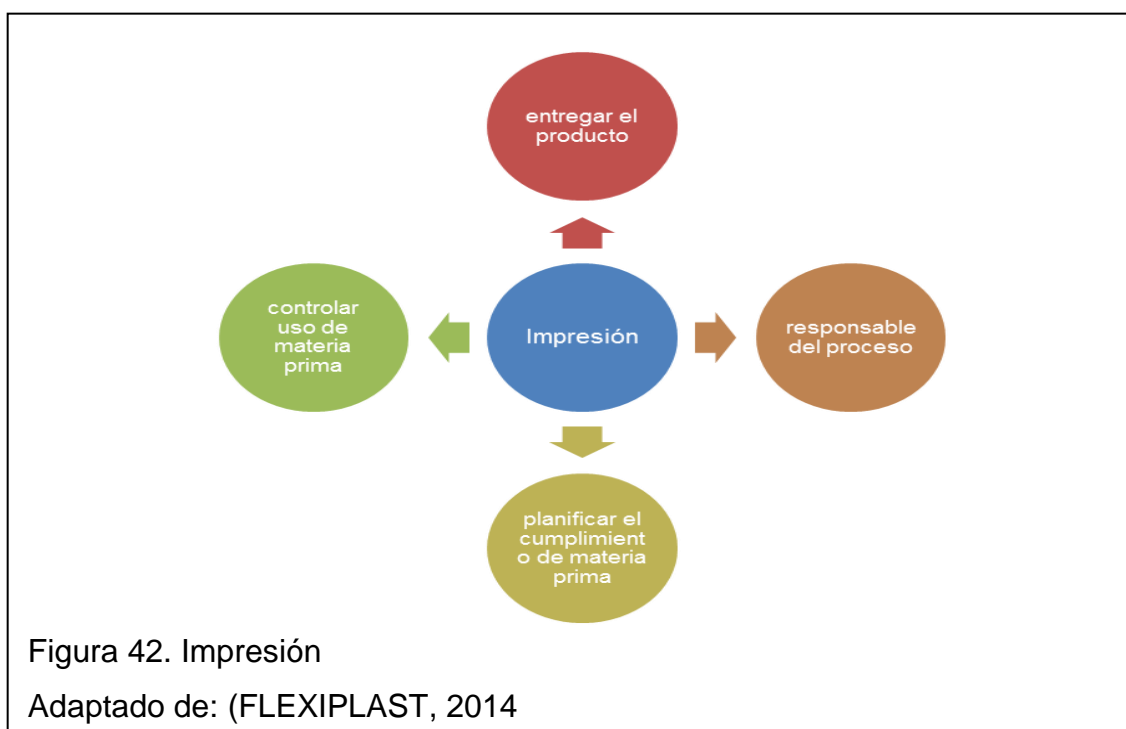 entregar el
producto
controlar
uso de
materia
prima
Impresión
responsable
del proceso
planificar el
cumplimient
o de materia
prima
Figura 42. Impresión
Adaptado de: (FLEXIPLAST, 2014